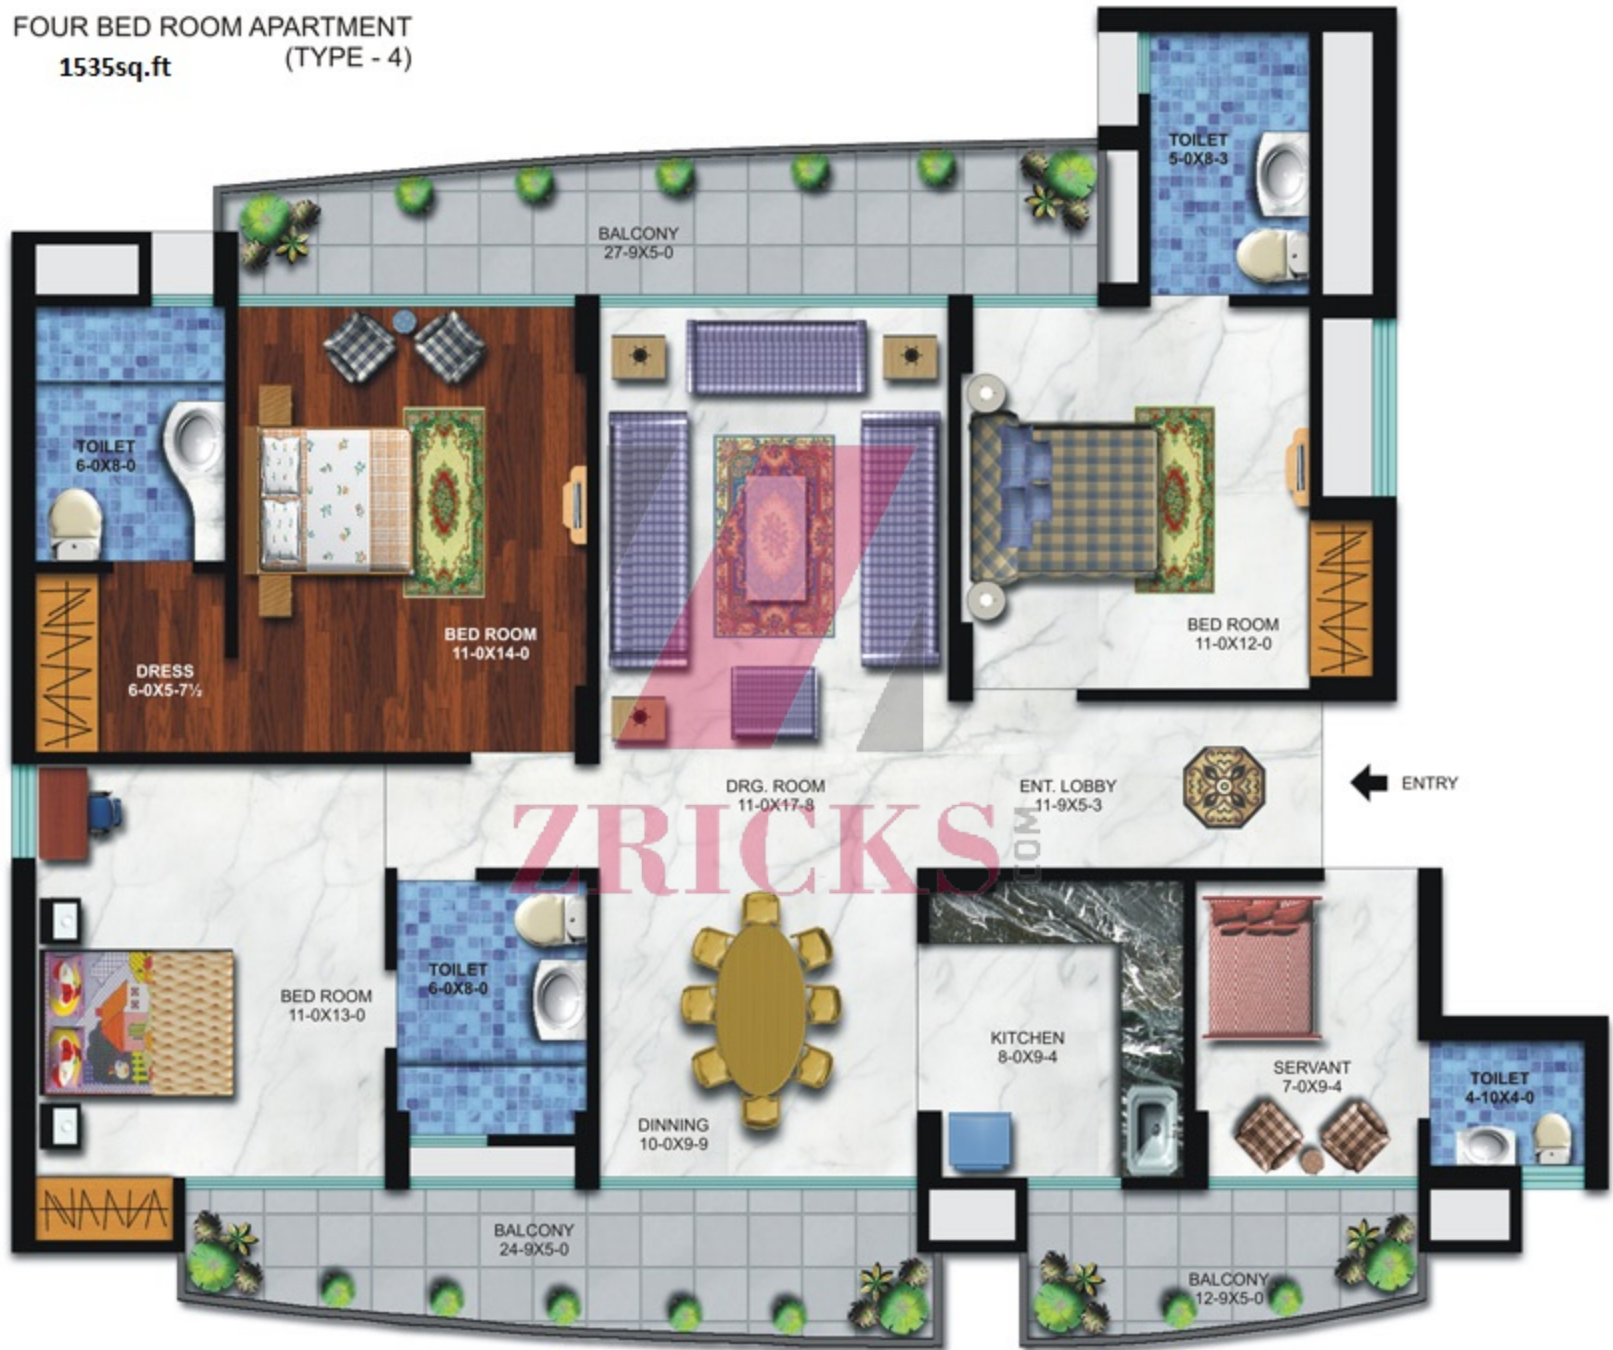 FOUR BED ROOM APARTMENT
(TYPE - 4)
1535sq.ft
TOILET
5-0X8-3
BALCONY
27-9X5-0
TOILET
6-0X8-0
BED ROOM
11-0X14-0
DRESS
6-0X5-7½
BED ROOM
11-0X12-0
DRG. ROOM
11-0X17-8
ENT. LOBBY
11-9X5-3
ENTRY
ZRICKS
.COM
BED ROOM
11-0X13-0
TOILET
6-0X8-0
DINNING
10-0X9-9
KITCHEN
8-0X9-4
SERVANT
7-0X9-4
TOILET
4-10X4-0
BALCONY
24-9X5-0
BALCONY
12-9X5-0